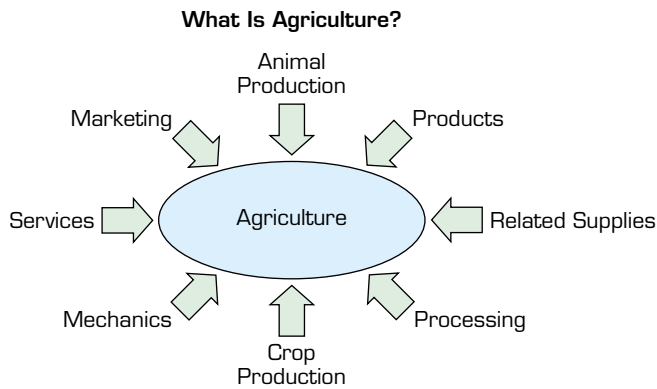 What Is Agriculture?
Animal
Production
Marketing
Products
Services
Agriculture
Related Supplies
Mechanics
Processing
Crop
Production